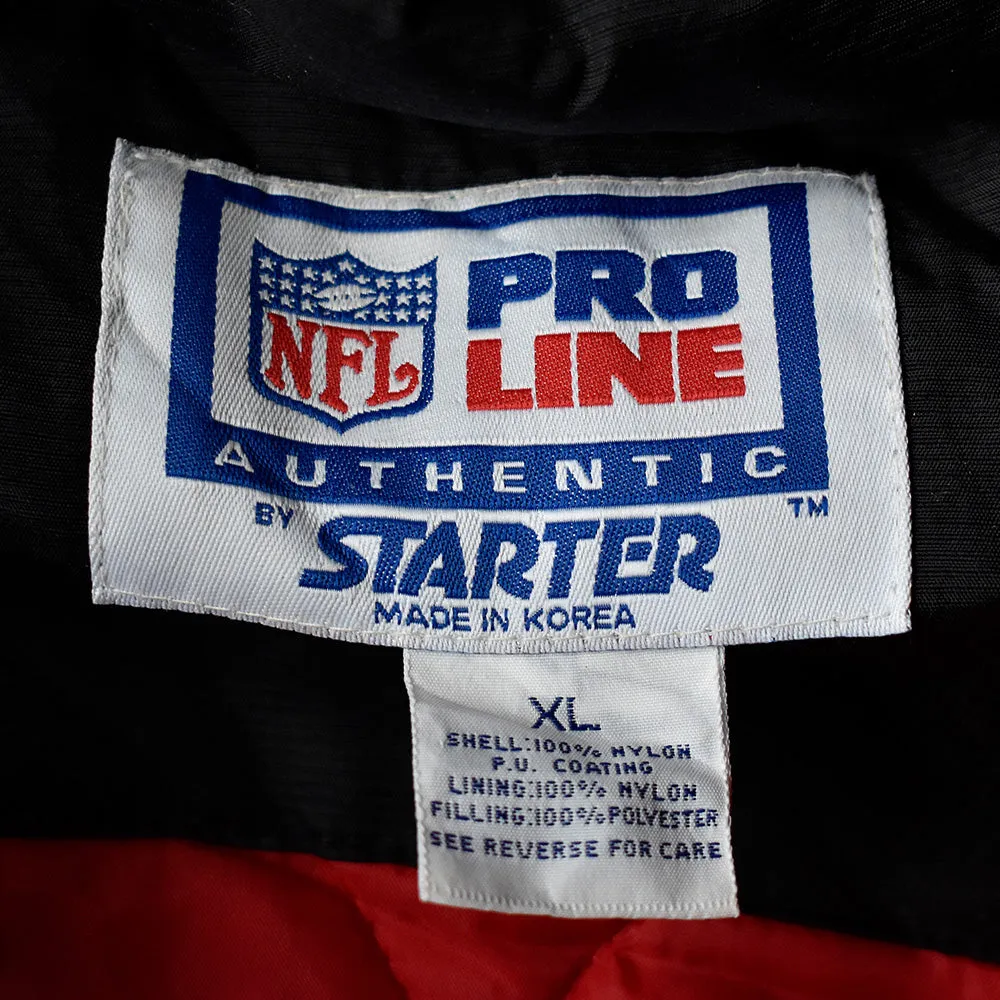 NFL
PRO
LINE
AUTHENTIC
BY STARTER ™
MADE IN KOREA
XL
SHELL:100% NYLON
P.U. COATING
LINING:100% NYLON
FILLING:100% POLYESTER
SEE REVERSE FOR CARE